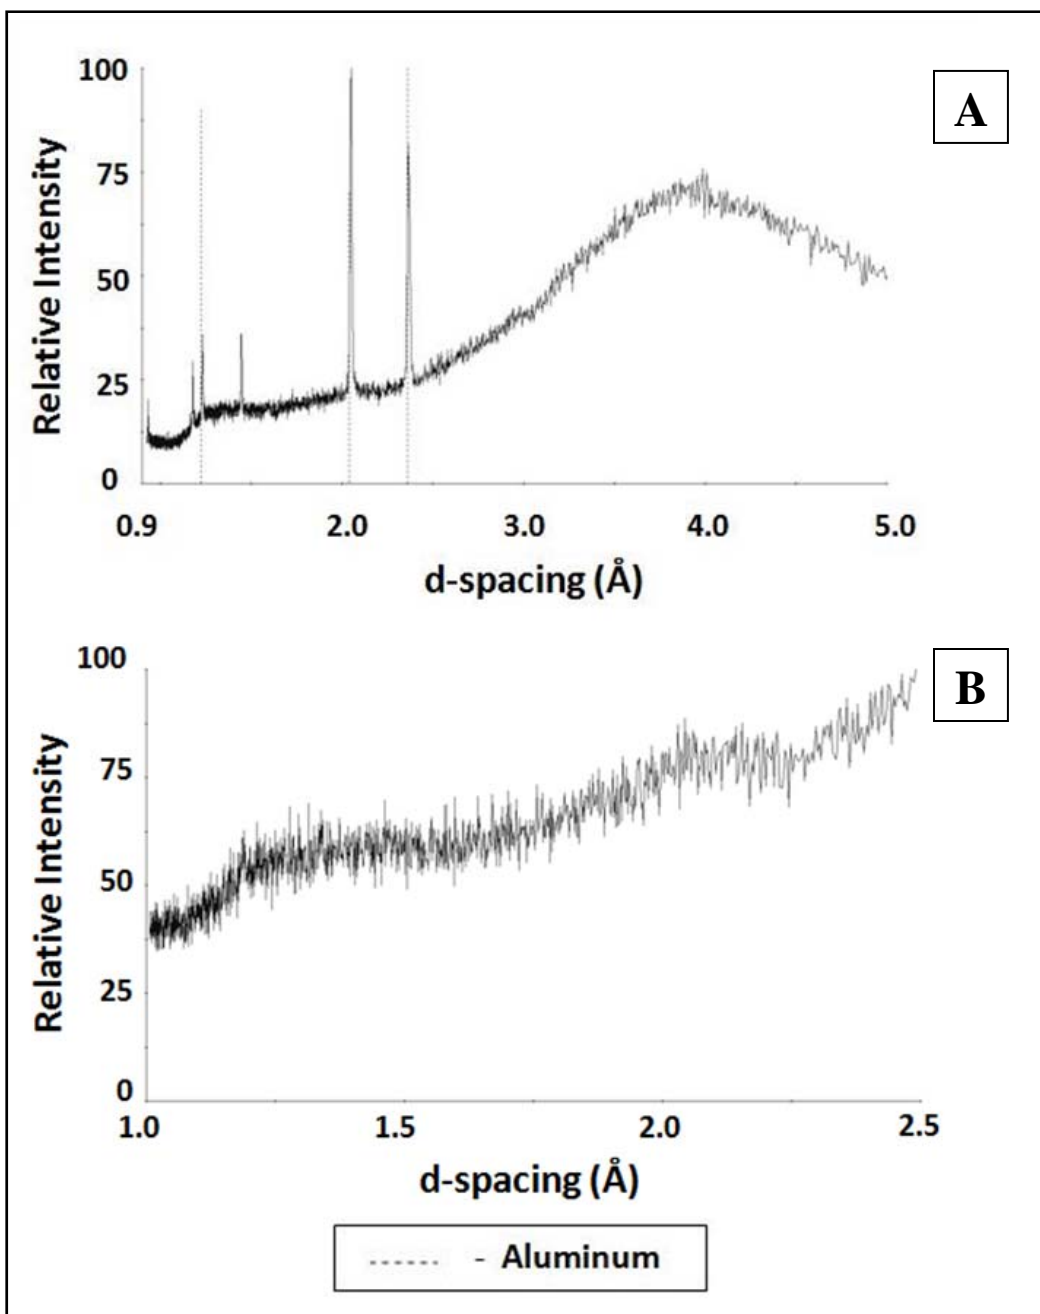 100
A
75
50
25
0
Relative Intensity
0.9 2.0 3.0 4.0 5.0
d-spacing (Å)
100
B
75
50
25
0
Relative Intensity
1.0 1.5 2.0 2.5
d-spacing (Å)
------ - Aluminum